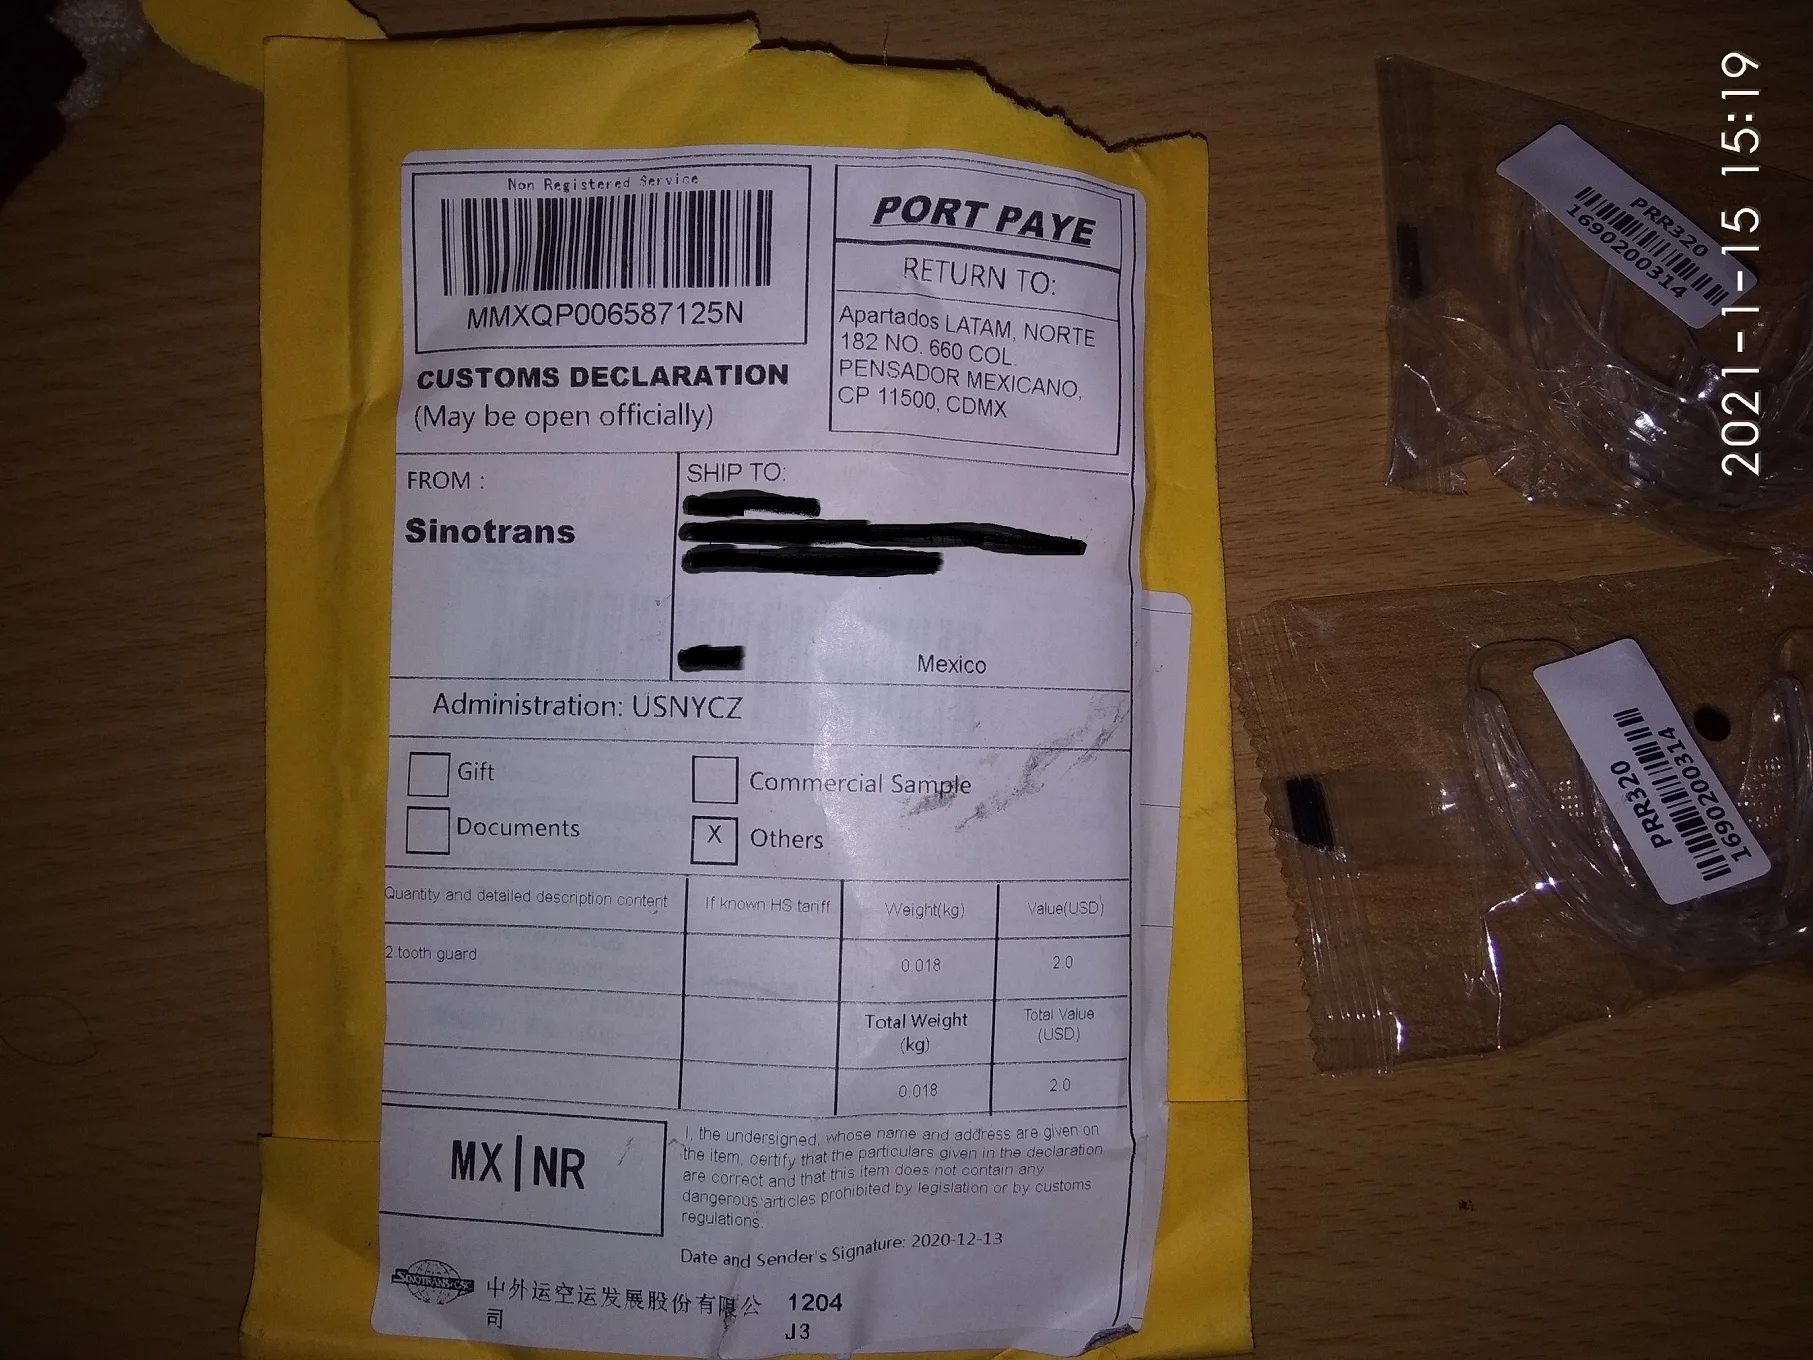 Non Registered Service
MMXQP006587125N
CUSTOMS DECLARATION
(May be open officially)
PORT PAYE
RETURN TO:
Apartados LATAM, NORTE
182 NO. 660 COL.
PENSADOR MEXICANO,
CP 11500, CDMX
FROM :
Sinotrans
SHIP TO:
Mexico
Administration: USNYCZ
Gift
Commercial Sample
Documents
X Others
Quantity and detailed description content
If known HS tariff
Weight(kg)
Value(USD)
2 tooth guard
0.018
2.0
Total Weight
(kg)
Total Value
(USD)
0.018
2.0
MX|NR
I, the undersigned, whose name and address are given on
the item, certify that the particulars given in the declaration
are correct and that this item does not contain any
dangerous articles prohibited by legislation or by customs
regulations.
Date and Sender's Signature: 2020-12-13
SINOTRANS&CSC
中外运空运发展股份有限公
司
1204
J3
PRR320
1690200314
PRR320
1690200314
2021-1-15 15:19